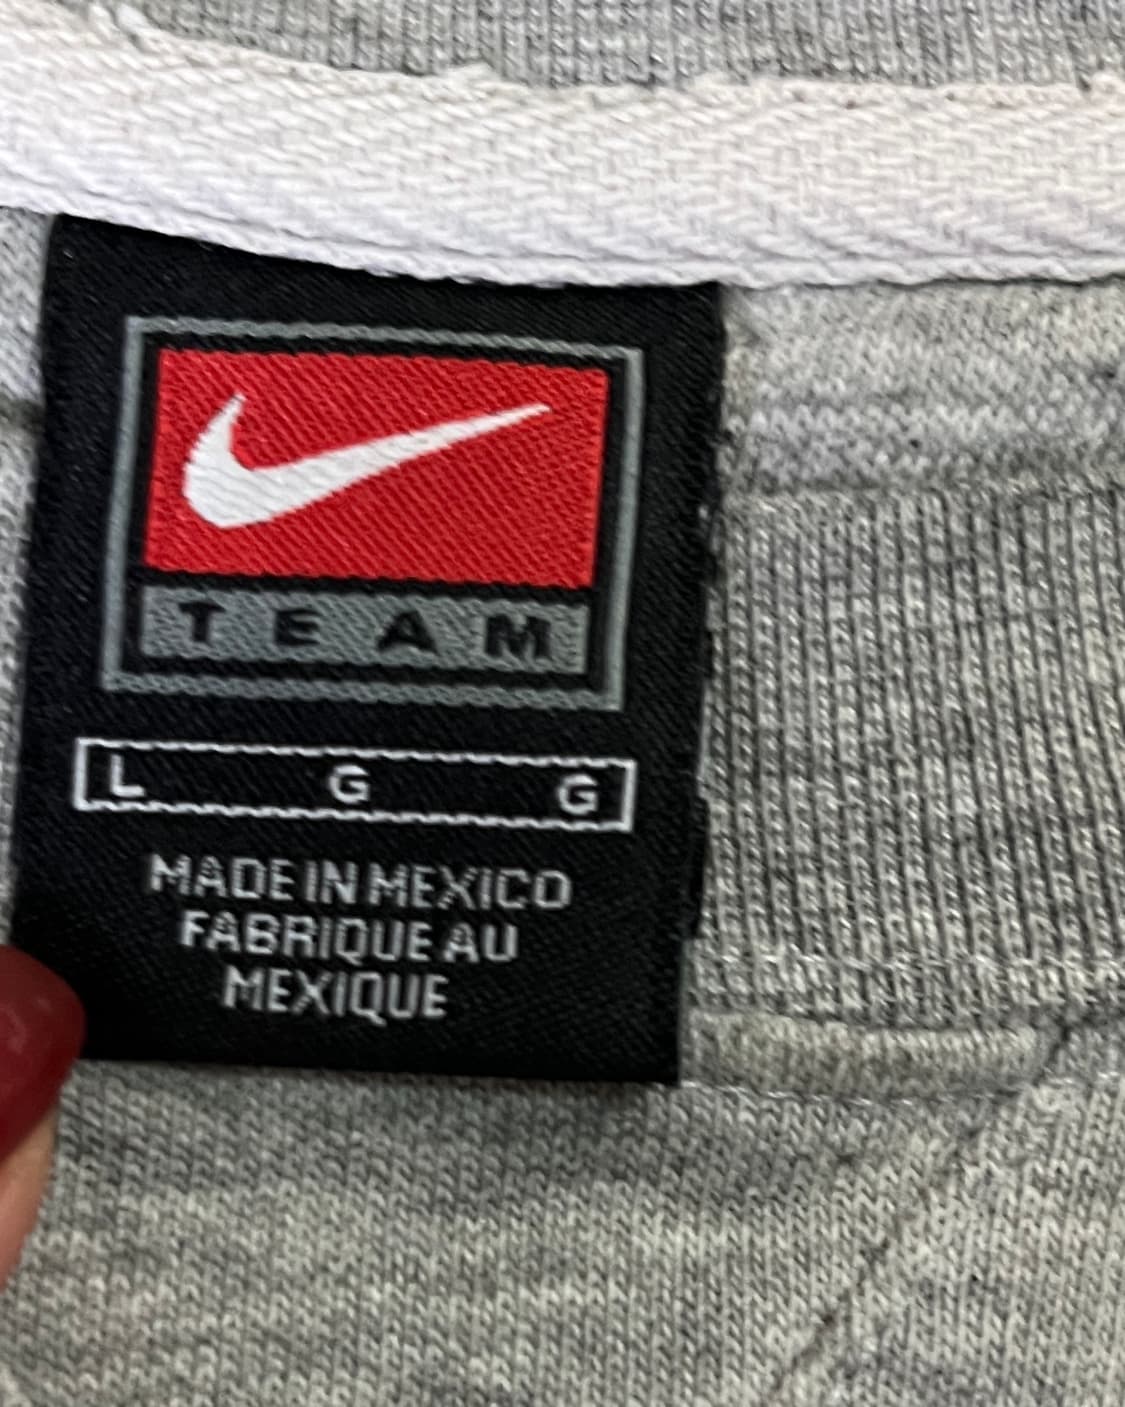 TEAM
L G G
MADE IN MEXICO
FABRIQUE AU
MEXIQUE